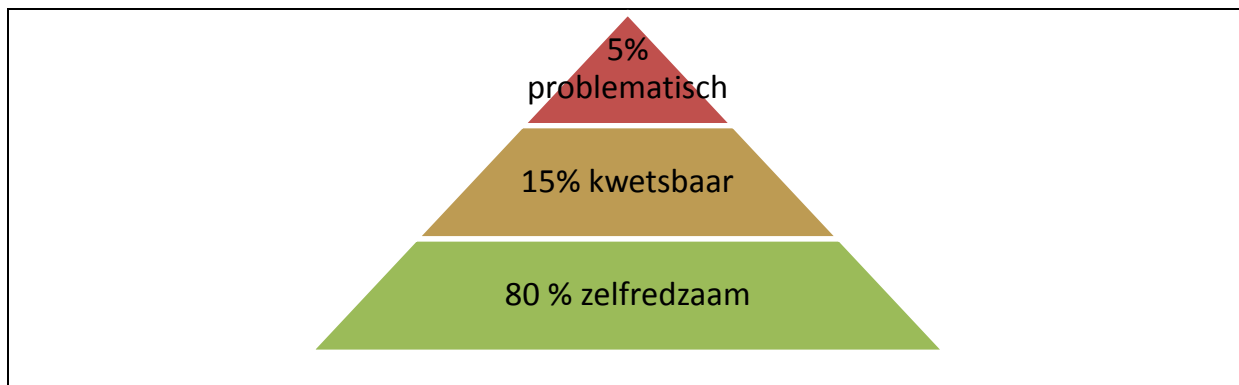 5%
problematisch
15% kwetsbaar
80 % zelfredzaam